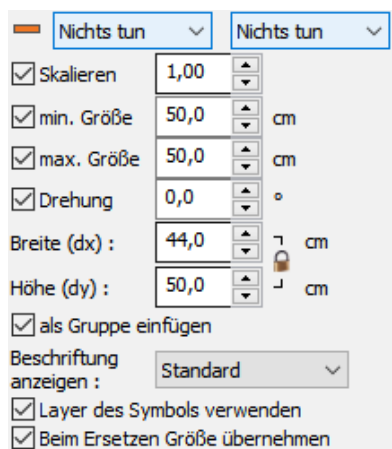 Nichts tun Nichts tun
Skalieren 1,00
min. Größe 50,0 cm
max. Größe 50,0 cm
Drehung 0,0 °
Breite (dx) : 44,0 cm
Höhe (dy) : 50,0 cm
als Gruppe einfügen
Beschriftung
anzeigen : Standard
Layer des Symbols verwenden
Beim Ersetzen Größe übernehmen